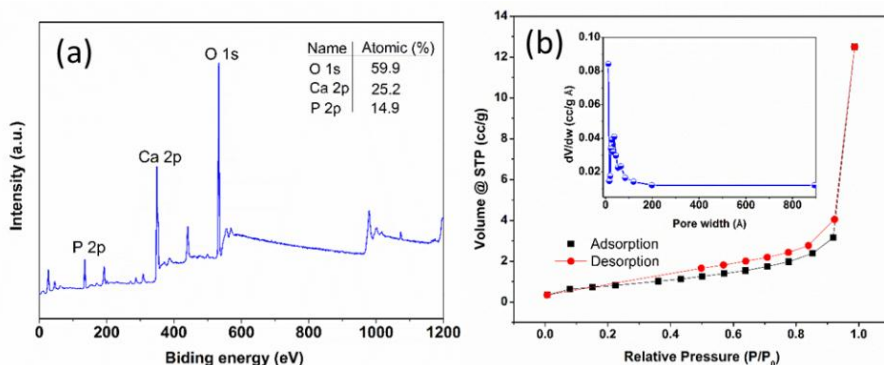 (a)
O 1s
Name Atomic (%)
O 1s 59.9
Ca 2p 25.2
P 2p 14.9
Ca 2p
P 2p
Intensity (a.u.)
0 200 400 600 800 1000 1200
Biding energy (eV)
(b)
Volume @ STP (cc/g)
14
12
10
8
6
4
2
0
0.0 0.2 0.4 0.6 0.8 1.0
Relative Pressure (P/P0)
dV/dw (cc/g Å)
0.10
0.08
0.06
0.04
0.02
0.00
0 200 400 600 800
Pore width (Å)
Adsorption
Desorption